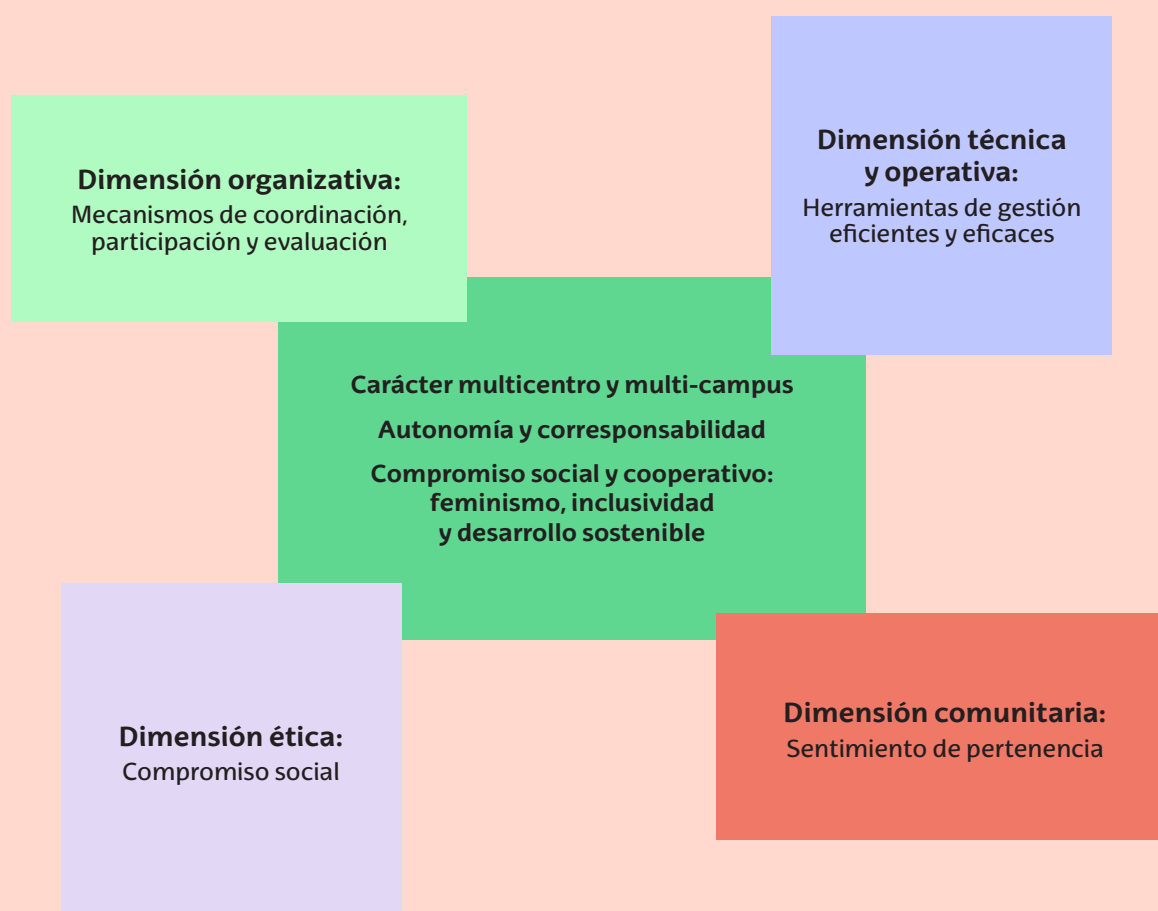 Dimensión organizativa:
Mecanismos de coordinación,
participación y evaluación
Dimensión técnica
y operativa:
Herramientas de gestión
eficientes y eficaces
Carácter multicentro y multi-campus
Autonomía y corresponsabilidad
Compromiso social y cooperativo:
feminismo, inclusividad
y desarrollo sostenible
Dimensión ética:
Compromiso social
Dimensión comunitaria:
Sentimiento de pertenencia